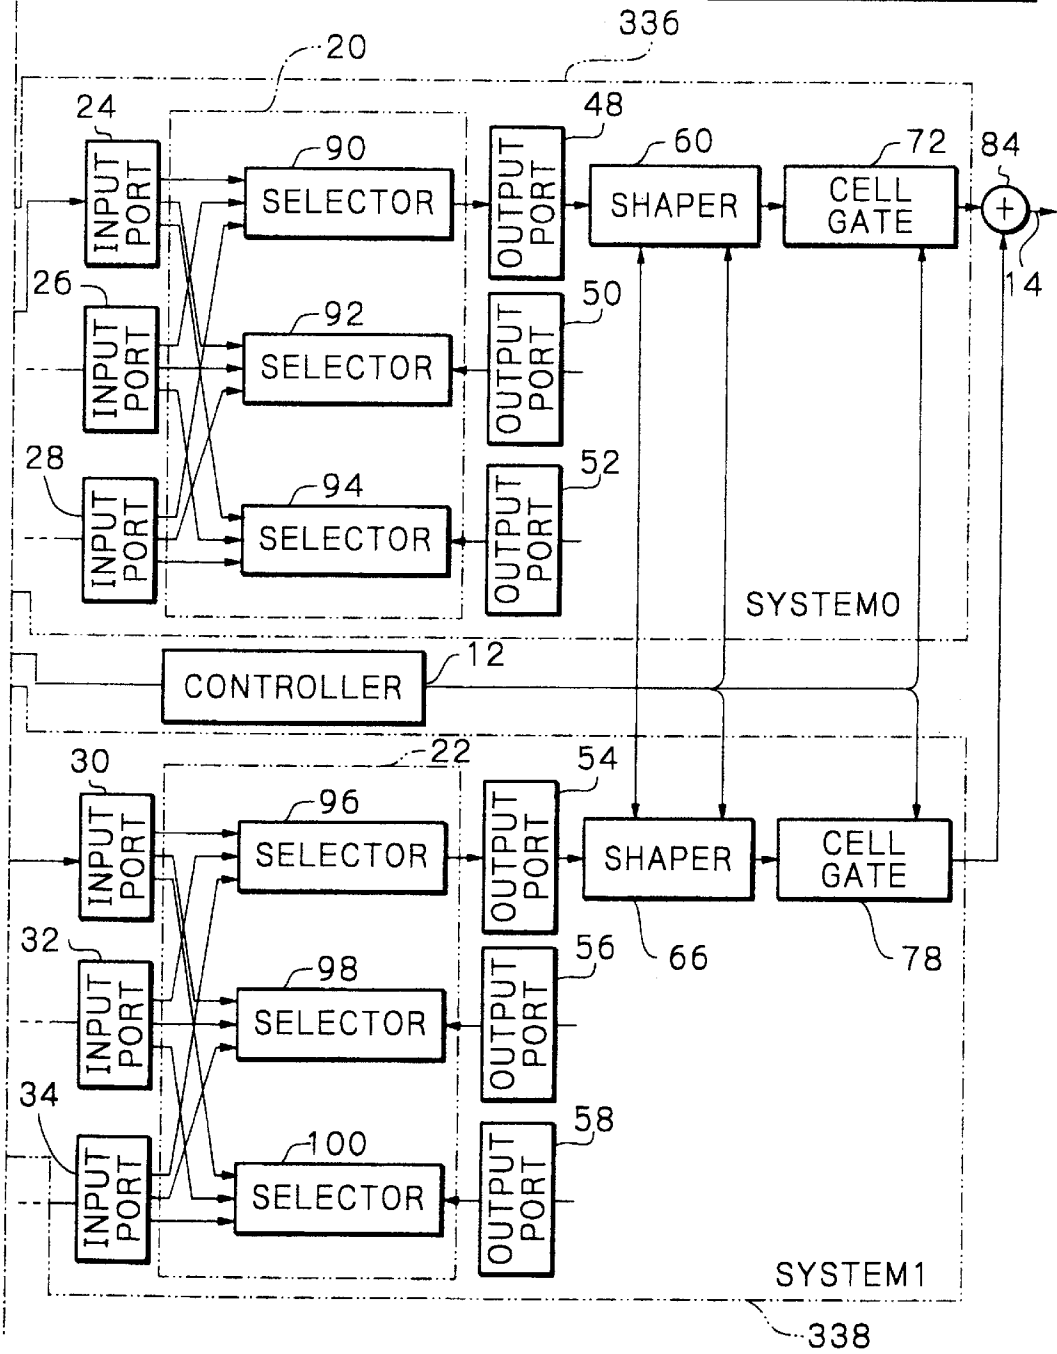 336
20
24
INPUT PORT
90
SELECTOR
48
OUTPUT PORT
60
SHAPER
72
CELL
GATE
84
+
14
26
INPUT PORT
92
SELECTOR
50
OUTPUT PORT
28
INPUT PORT
94
SELECTOR
52
OUTPUT PORT
SYSTEM0
CONTROLLER
12
22
30
INPUT PORT
96
SELECTOR
54
OUTPUT PORT
SHAPER
66
CELL
GATE
78
32
INPUT PORT
98
SELECTOR
56
OUTPUT PORT
34
INPUT PORT
100
SELECTOR
58
OUTPUT PORT
SYSTEM1
338